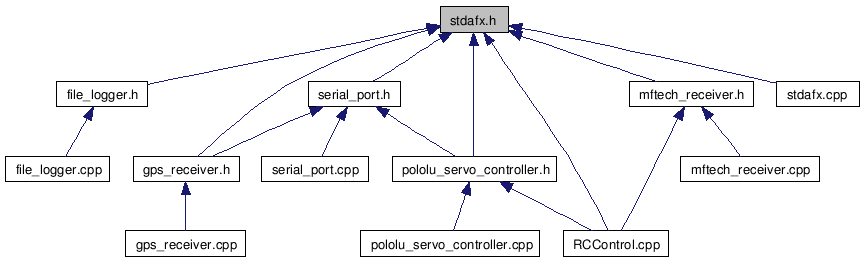 stdafx.h
file_logger.h
serial_port.h
mftech_receiver.h
stdafx.cpp
file_logger.cpp
gps_receiver.h
serial_port.cpp
pololu_servo_controller.h
mftech_receiver.cpp
gps_receiver.cpp
pololu_servo_controller.cpp
RCControl.cpp